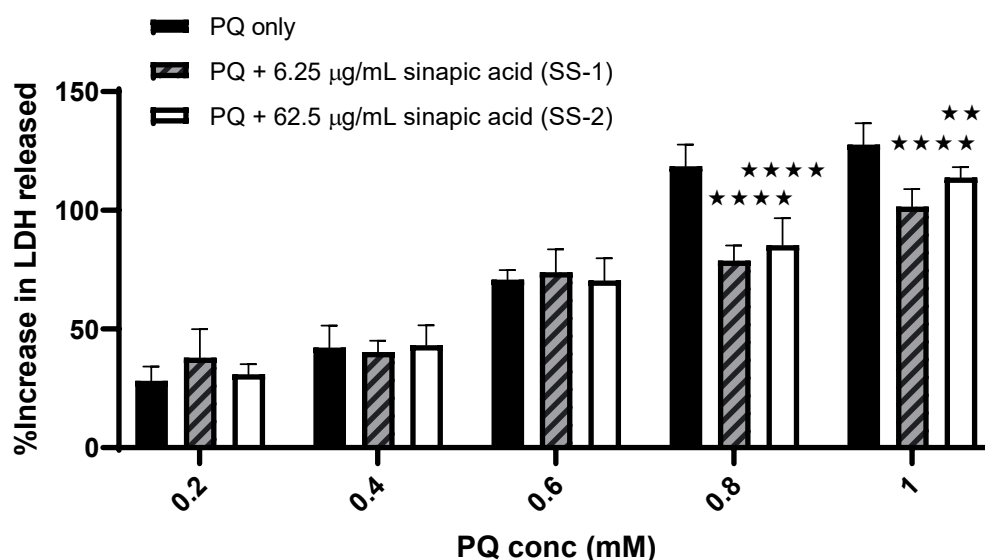 PQ only
PQ + 6.25 μg/mL sinapic acid (SS-1)
PQ + 62.5 μg/mL sinapic acid (SS-2)
%Increase in LDH released
150
100
50
0
★★
★★★★
★★★★
★★★★
0.2
0.4
0.6
0.8
1
PQ conc (mM)